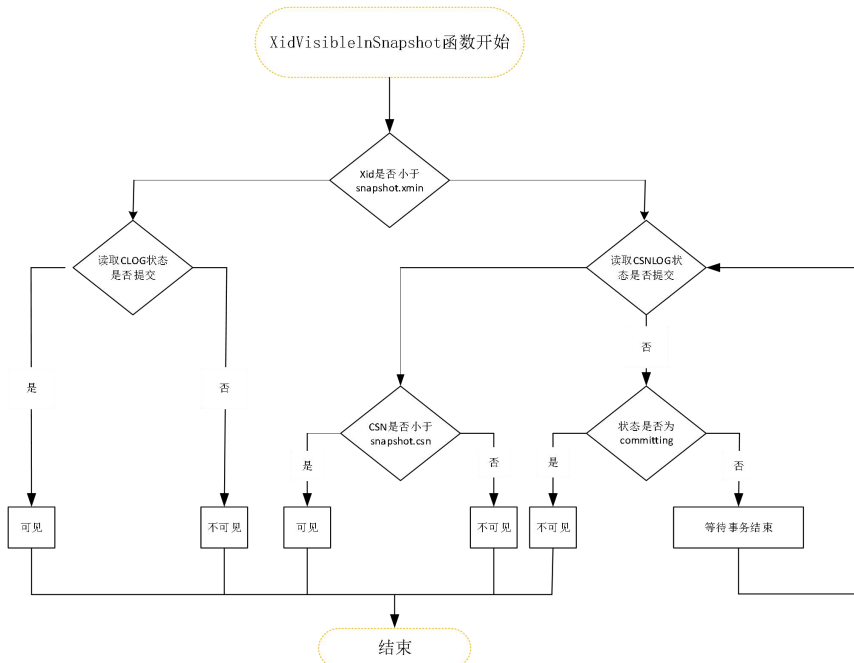 XidVisiblelnSnapshot函数开始
Xid是否小于
snapshot.xmin
读取CLOG状态
是否提交
读取CSNLOG状
态是否提交
否
是
否
CSN是否小于
snapshot.csn
状态是否为
committing
是
否
是
否
可见
不可见
可见
不可见
不可见
等待事务结束
结束